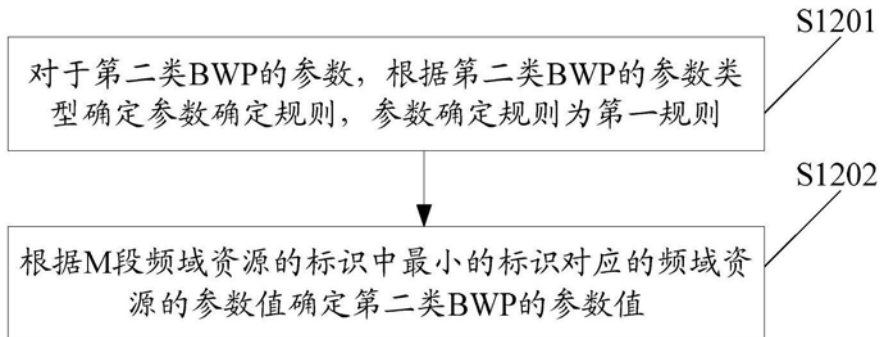 S1201
对于第二类BWP的参数，根据第二类BWP的参数类
型确定参数确定规则，参数确定规则为第一规则
S1202
根据M段频域资源的标识中最小的标识对应的频域资
源的参数值确定第二类BWP的参数值